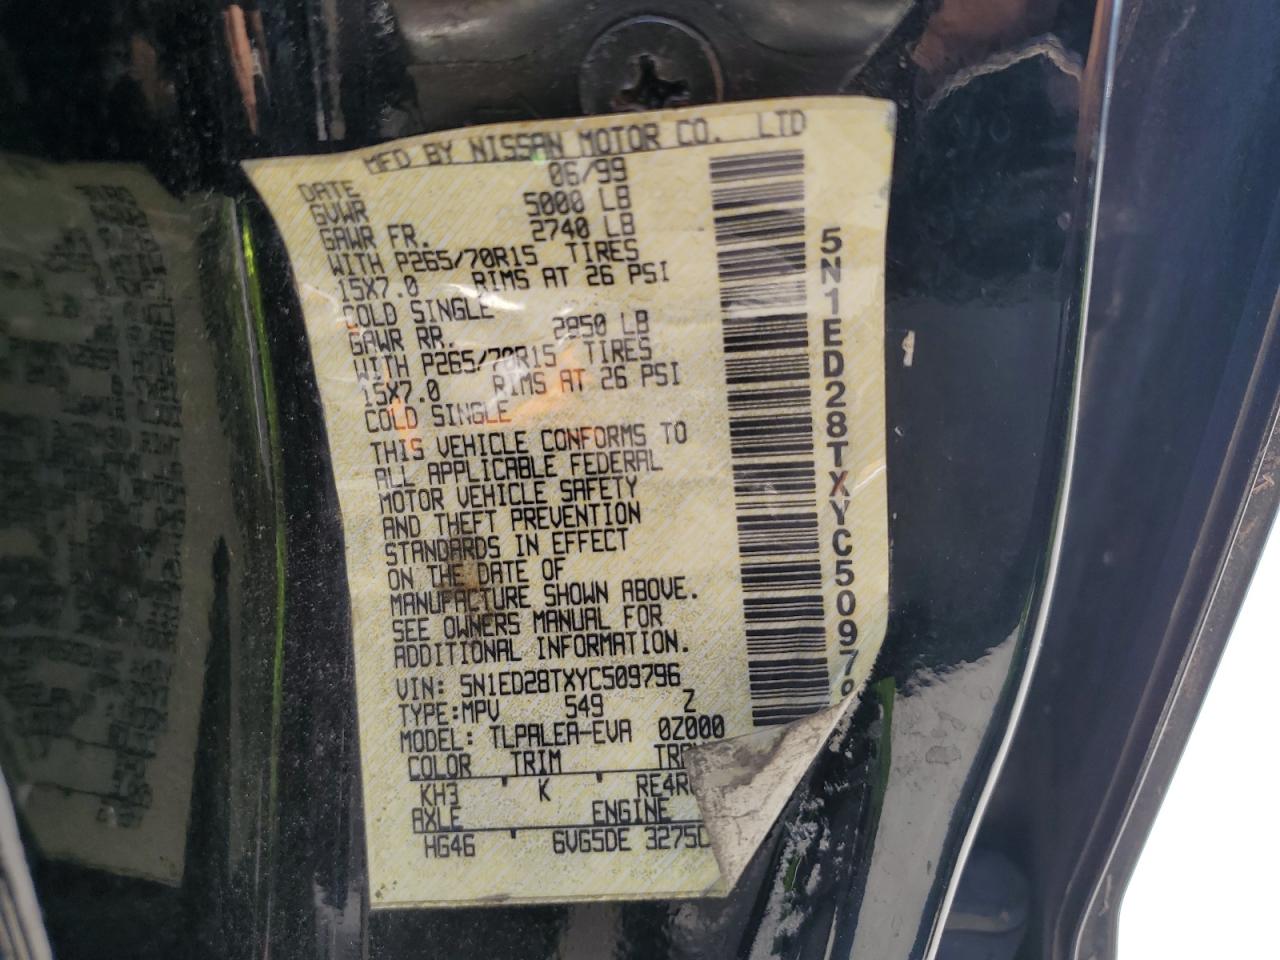 MFD BY NISSAN MOTOR CO. LTD
DATE 06/99
GVWR 5000 LB
GAWR FR. 2740 LB
WITH P265/70R15 TIRES
15X7.0 RIMS AT 26 PSI
COLD SINGLE
GAWR RR. 2850 LB
WITH P265/70R15 TIRES
15X7.0 RIMS AT 26 PSI
COLD SINGLE
THIS VEHICLE CONFORMS TO
ALL APPLICABLE FEDERAL
MOTOR VEHICLE SAFETY
AND THEFT PREVENTION
STANDARDS IN EFFECT
ON THE DATE OF
MANUFACTURE SHOWN ABOVE.
SEE OWNERS MANUAL FOR
ADDITIONAL INFORMATION.
VIN: 5N1ED28TXYC509796
TYPE:MPV 549 Z
MODEL: TLPALEA-EVA 0Z000
COLOR TRIM
KH3 K RE4R
AXLE ENGINE
HG46 6VG5DE 3275C
5N1ED28TXYC5097